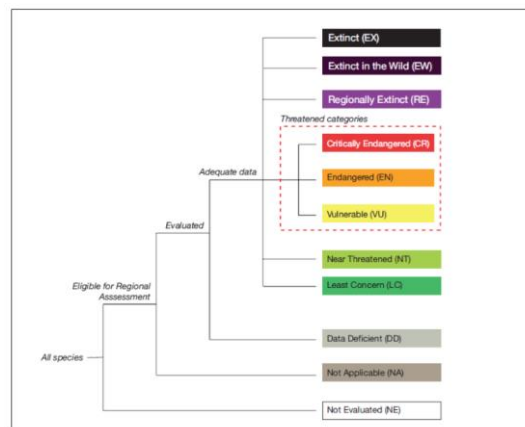 Extinct (EX)
Extinct in the Wild (EW)
Regionally Extinct (RE)
Threatened categories
Critically Endangered (CR)
Adequate data
Endangered (EN)
Vulnerable (VU)
Evaluated
Near Threatened (NT)
Eligible for Regional
Asssessment
Least Concern (LC)
Data Deficient (DD)
All species
Not Applicable (NA)
Not Evaluated (NE)